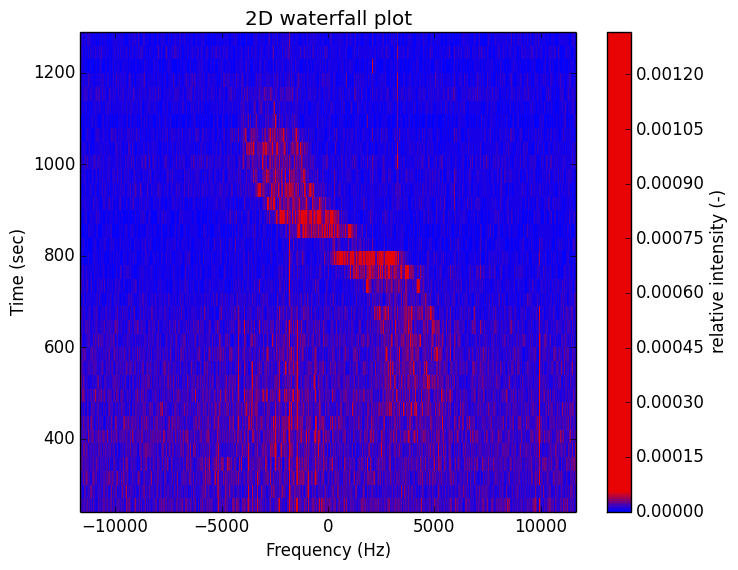 2D waterfall plot
1200
1000
800
600
400
Time (sec)
−10000 −5000 0 5000 10000
Frequency (Hz)
0.00120
0.00105
0.00090
0.00075
0.00060
0.00045
0.00030
0.00015
0.00000
relative intensity (-)